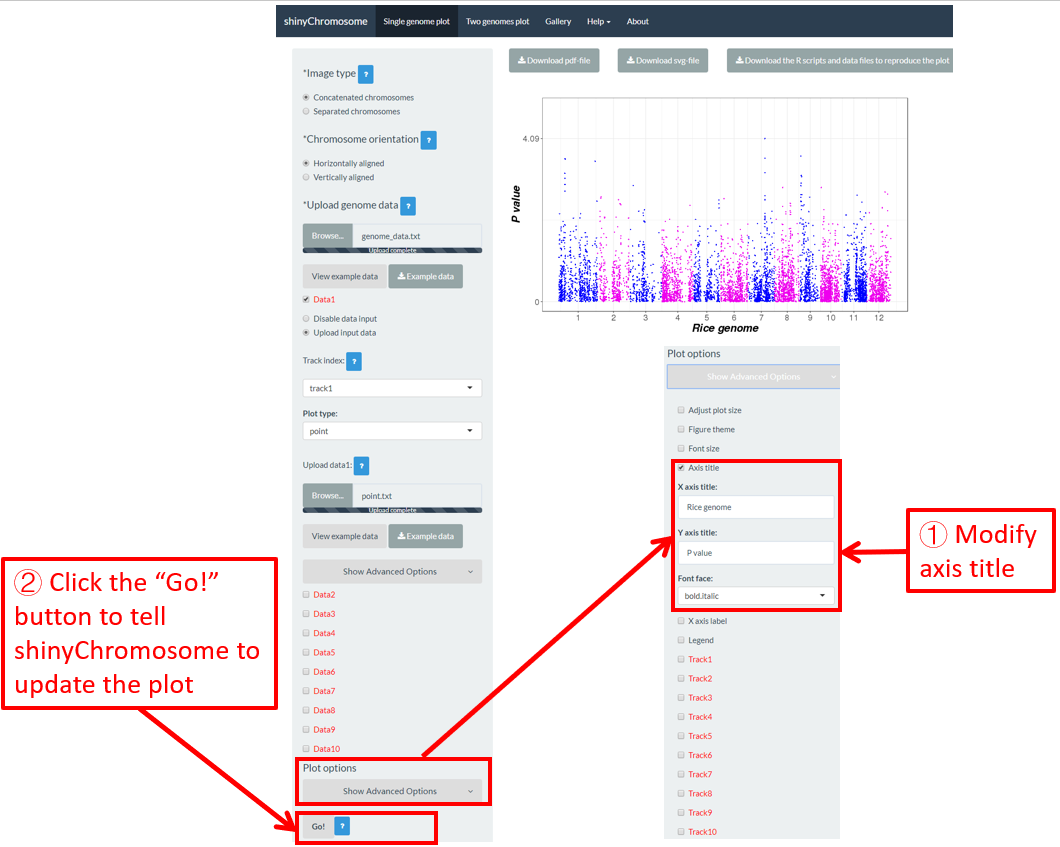 shinyChromosome Single genome plot Two genomes plot Gallery Help About
*Image type ?
Concatenated chromosomes
Separated chromosomes
*Chromosome orientation ?
Horizontally aligned
Vertically aligned
*Upload genome data ?
Browse... genome_data.txt
Upload complete
View example data Example data
Data1
Disable data input
Upload input data
Track index: ?
track1
Plot type:
point
Upload data1: ?
Browse... point.txt
Upload complete
View example data Example data
Show Advanced Options
Data2
Data3
Data4
Data5
Data6
Data7
Data8
Data9
Data10
Plot options
Show Advanced Options
Go! ?
Download pdf-file Download svg-file Download the R scripts and data files to reproduce the plot
4.09
P value
0
1 2 3 4 5 6 7 8 9 10 11 12
Rice genome
Plot options
Show Advanced Options
Adjust plot size
Figure theme
Font size
Axis title
X axis title:
Rice genome
Y axis title:
P value
Font face:
bold.italic
X axis label
Legend
Track1
Track2
Track3
Track4
Track5
Track6
Track7
Track8
Track9
Track10
① Modify
axis title
② Click the “Go!”
button to tell
shinyChromosome to
update the plot